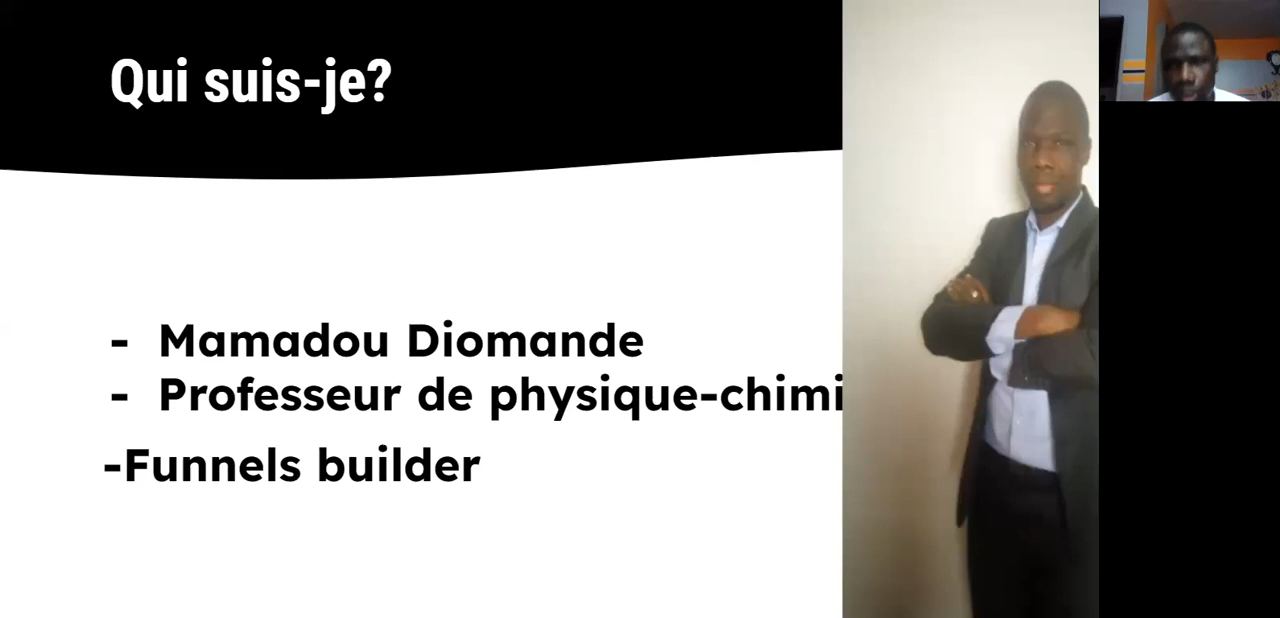 Qui suis-je?
- Mamadou Diomande
- Professeur de physique-chimi
-Funnels builder